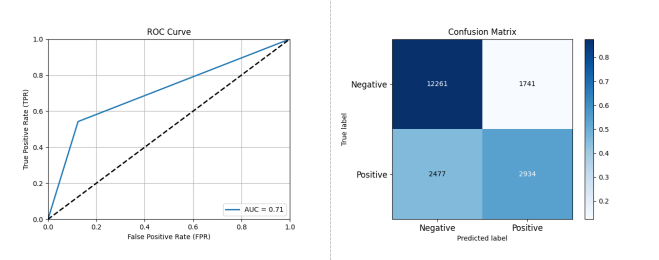 ROC Curve
1.0
0.8
0.6
0.4
0.2
0.0
True Positive Rate (TPR)
0.0 0.2 0.4 0.6 0.8 1.0
False Positive Rate (FPR)
AUC = 0.71
Confusion Matrix
True label
Negative 12261 1741
Positive 2477 2934
Negative Positive
Predicted label
0.8
0.7
0.6
0.5
0.4
0.3
0.2